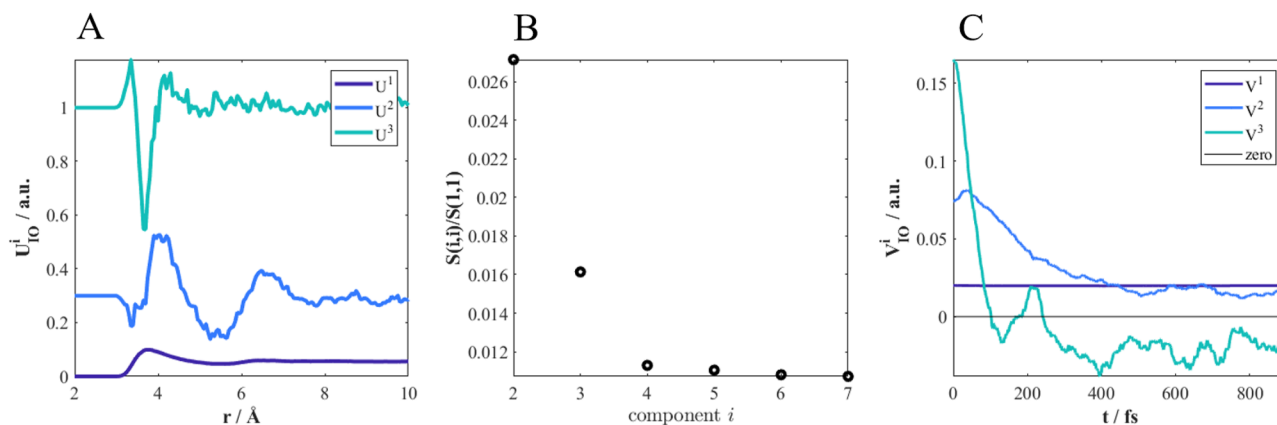 A
U^i_IO / a.u.
1
0.8
0.6
0.4
0.2
0
2
4
6
8
10
r / Å
U^1
U^2
U^3
B
S(i,i)/S(1,1)
0.026
0.024
0.022
0.02
0.018
0.016
0.014
0.012
2
3
4
5
6
7
component i
C
V^i_IO / a.u.
0.15
0.1
0.05
0
0
200
400
600
800
t / fs
V^1
V^2
V^3
zero